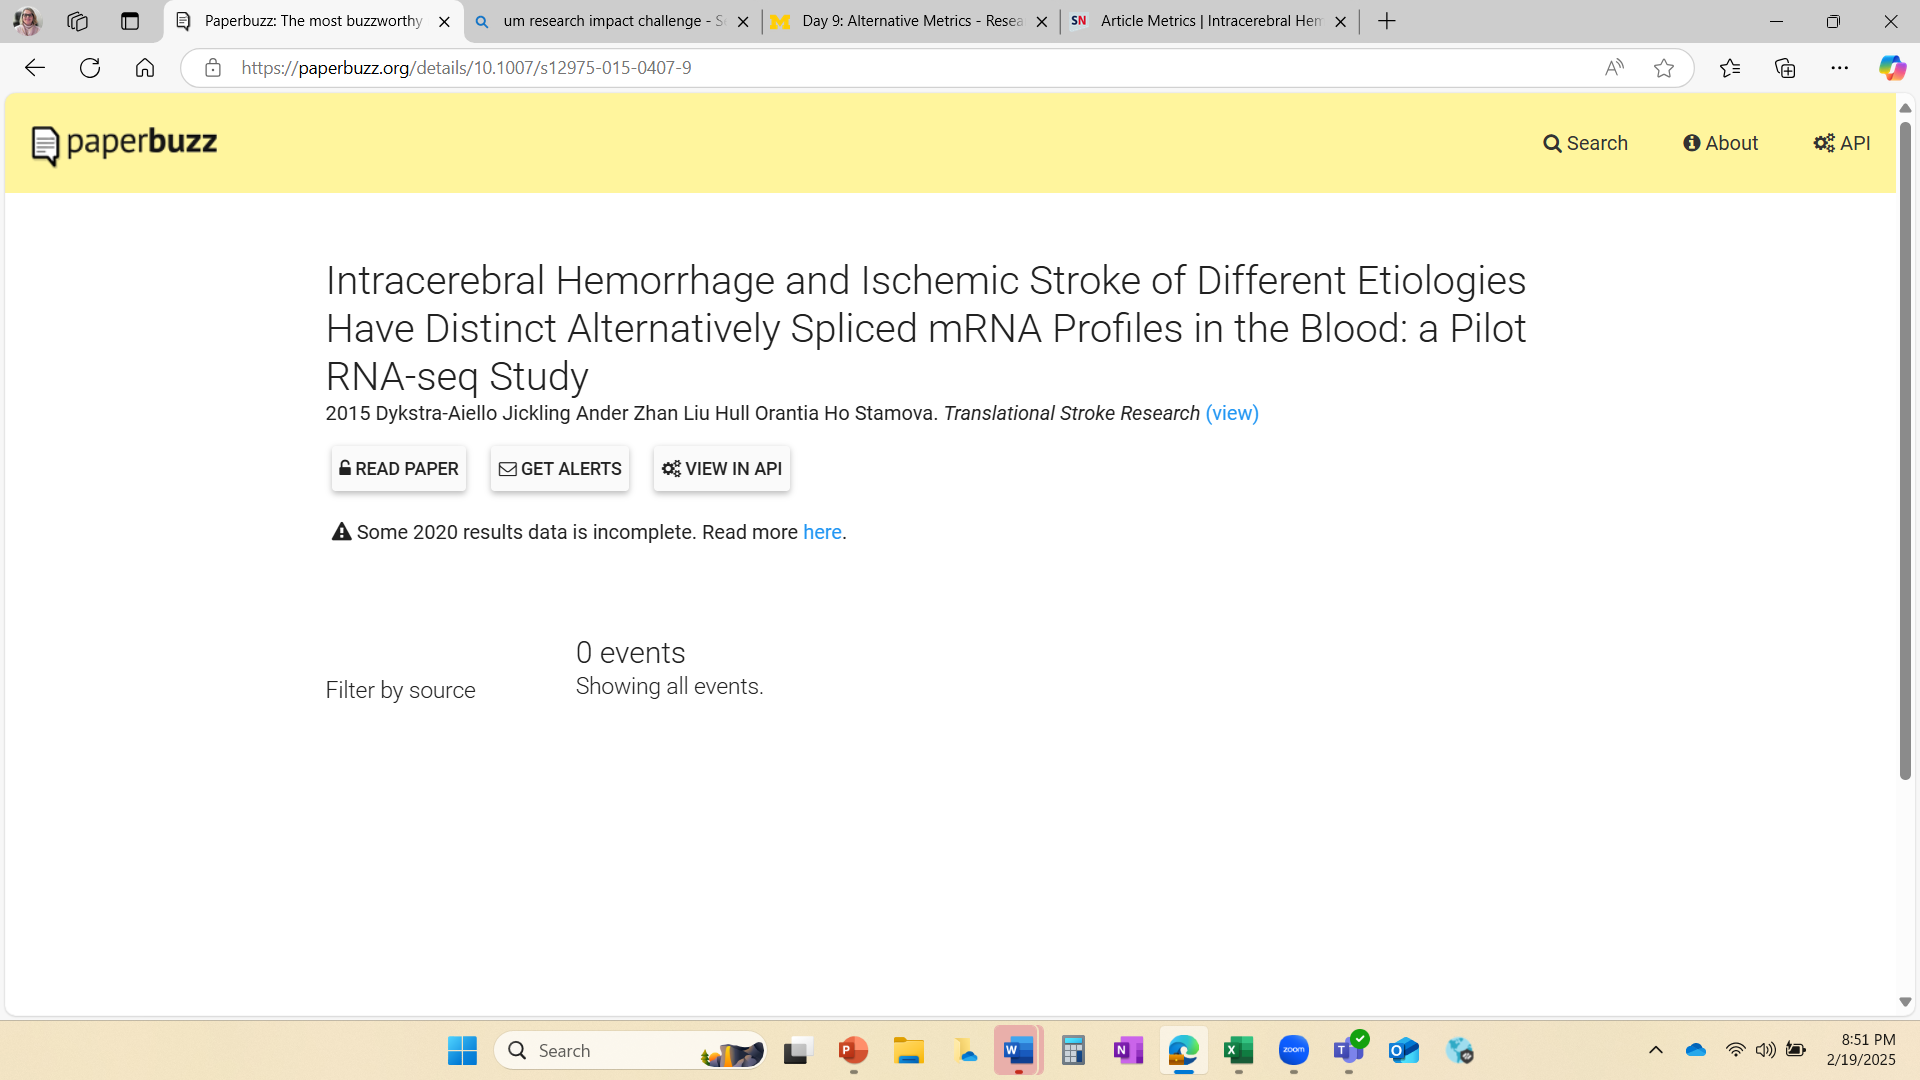 Paperbuzz: The most buzzworthy
um research impact challenge - S
Day 9: Alternative Metrics - Resea
SN Article Metrics | Intracerebral Hem
https://paperbuzz.org/details/10.1007/s12975-015-0407-9
paperbuzz
Search
About
API
Intracerebral Hemorrhage and Ischemic Stroke of Different Etiologies
Have Distinct Alternatively Spliced mRNA Profiles in the Blood: a Pilot
RNA-seq Study
2015 Dykstra-Aiello Jickling Ander Zhan Liu Hull Orantia Ho Stamova. Translational Stroke Research (view)
READ PAPER
GET ALERTS
VIEW IN API
Some 2020 results data is incomplete. Read more here.
0 events
Showing all events.
Filter by source
Search
zoom
8:51 PM
2/19/2025